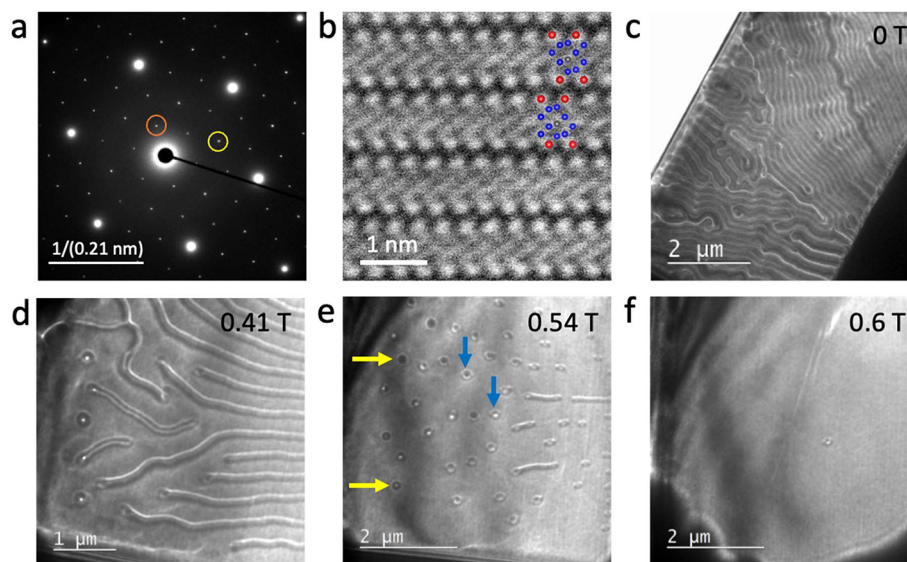 a
b
c
0 T
1/(0.21 nm)
1 nm
2 μm
d
0.41 T
e
0.54 T
f
0.6 T
1 μm
2 μm
2 μm